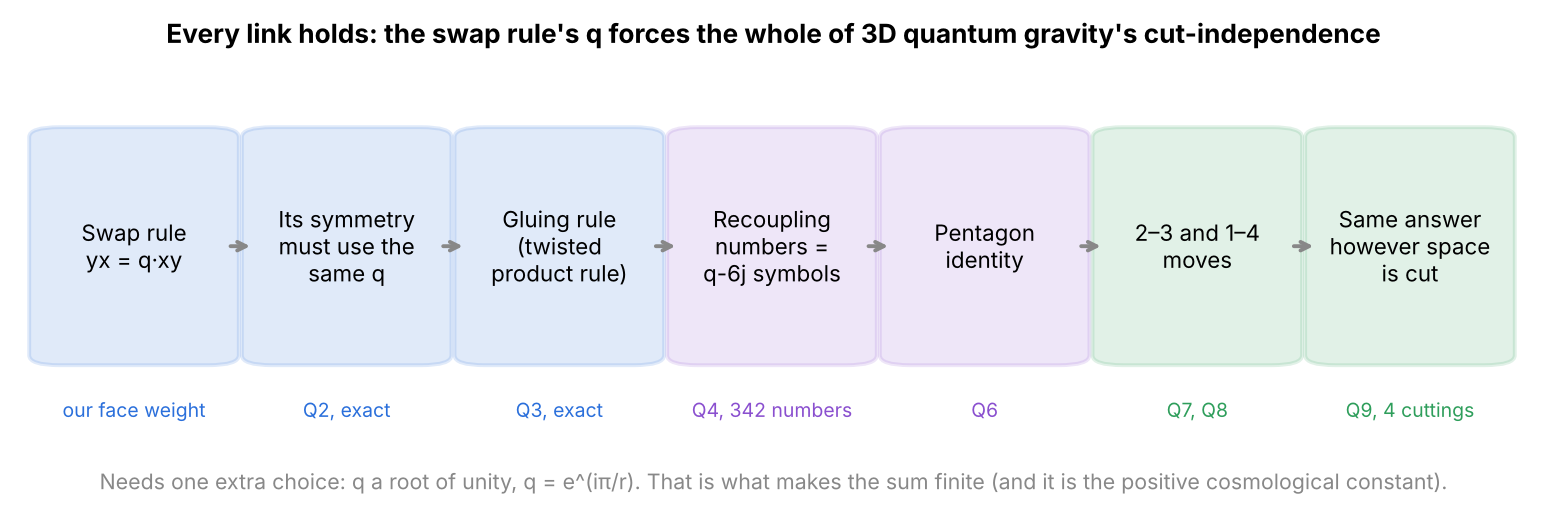 Every link holds: the swap rule's q forces the whole of 3D quantum gravity's cut-independence
Swap rule
yx = q·xy
Its symmetry
must use the
same q
Gluing rule
(twisted
product rule)
Recoupling
numbers =
q-6j symbols
Pentagon
identity
2–3 and 1–4
moves
Same answer
however space
is cut
our face weight
Q2, exact
Q3, exact
Q4, 342 numbers
Q6
Q7, Q8
Q9, 4 cuttings
Needs one extra choice: q a root of unity, q = e^(iπ/r). That is what makes the sum finite (and it is the positive cosmological constant).